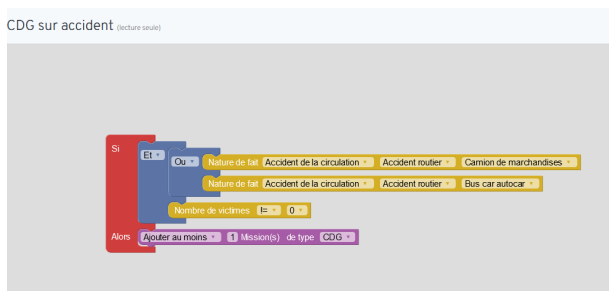 CDG sur accident (lecture seule)
Si
Et
Ou
Nature de fait Accident de la circulation Accident routier Camion de marchandises
Nature de fait Accident de la circulation Accident routier Bus car autocar
Nombre de victimes != 0
Alors Ajouter au moins 1 Mission(s) de type CDG